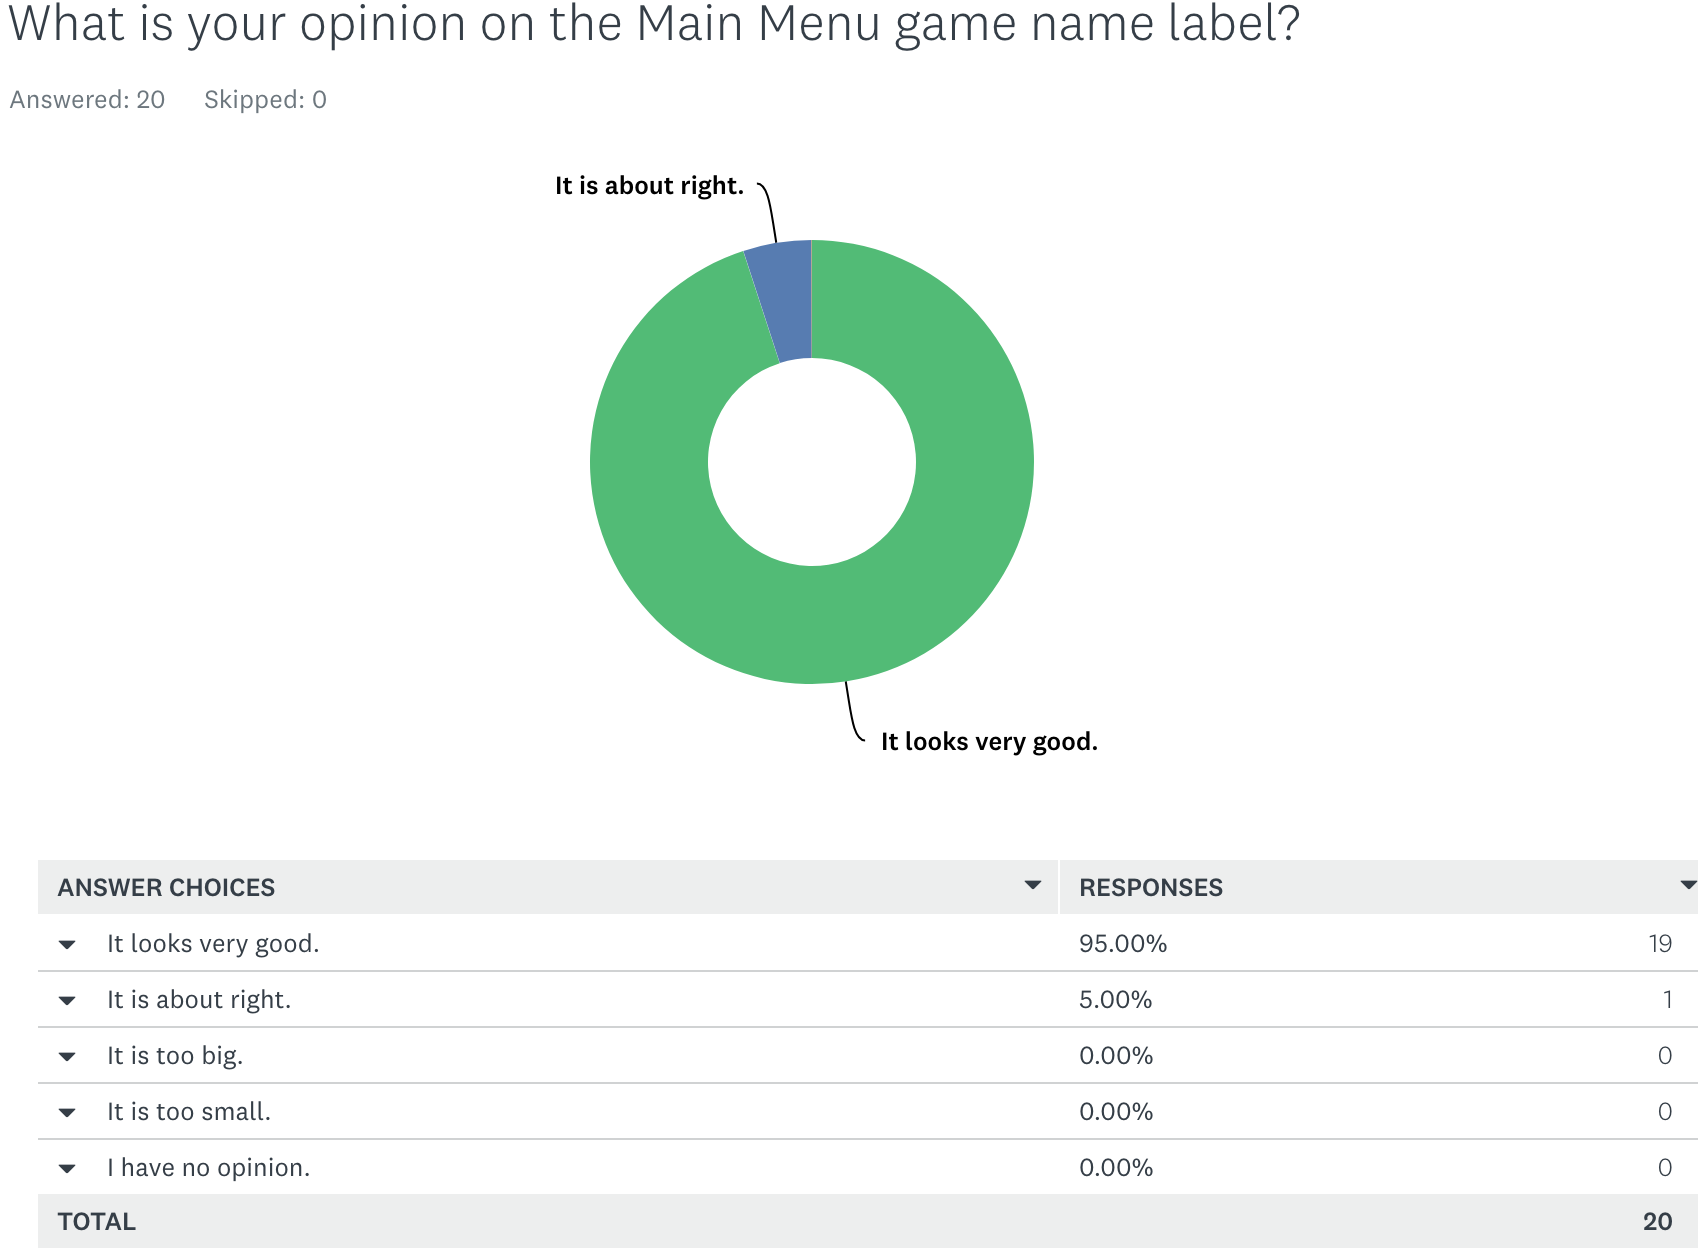 What is your opinion on the Main Menu game name label?
Answered: 20 Skipped: 0
It is about right.
It looks very good.
ANSWER CHOICES RESPONSES
It looks very good. 95.00% 19
It is about right. 5.00% 1
It is too big. 0.00% 0
It is too small. 0.00% 0
I have no opinion. 0.00% 0
TOTAL 20